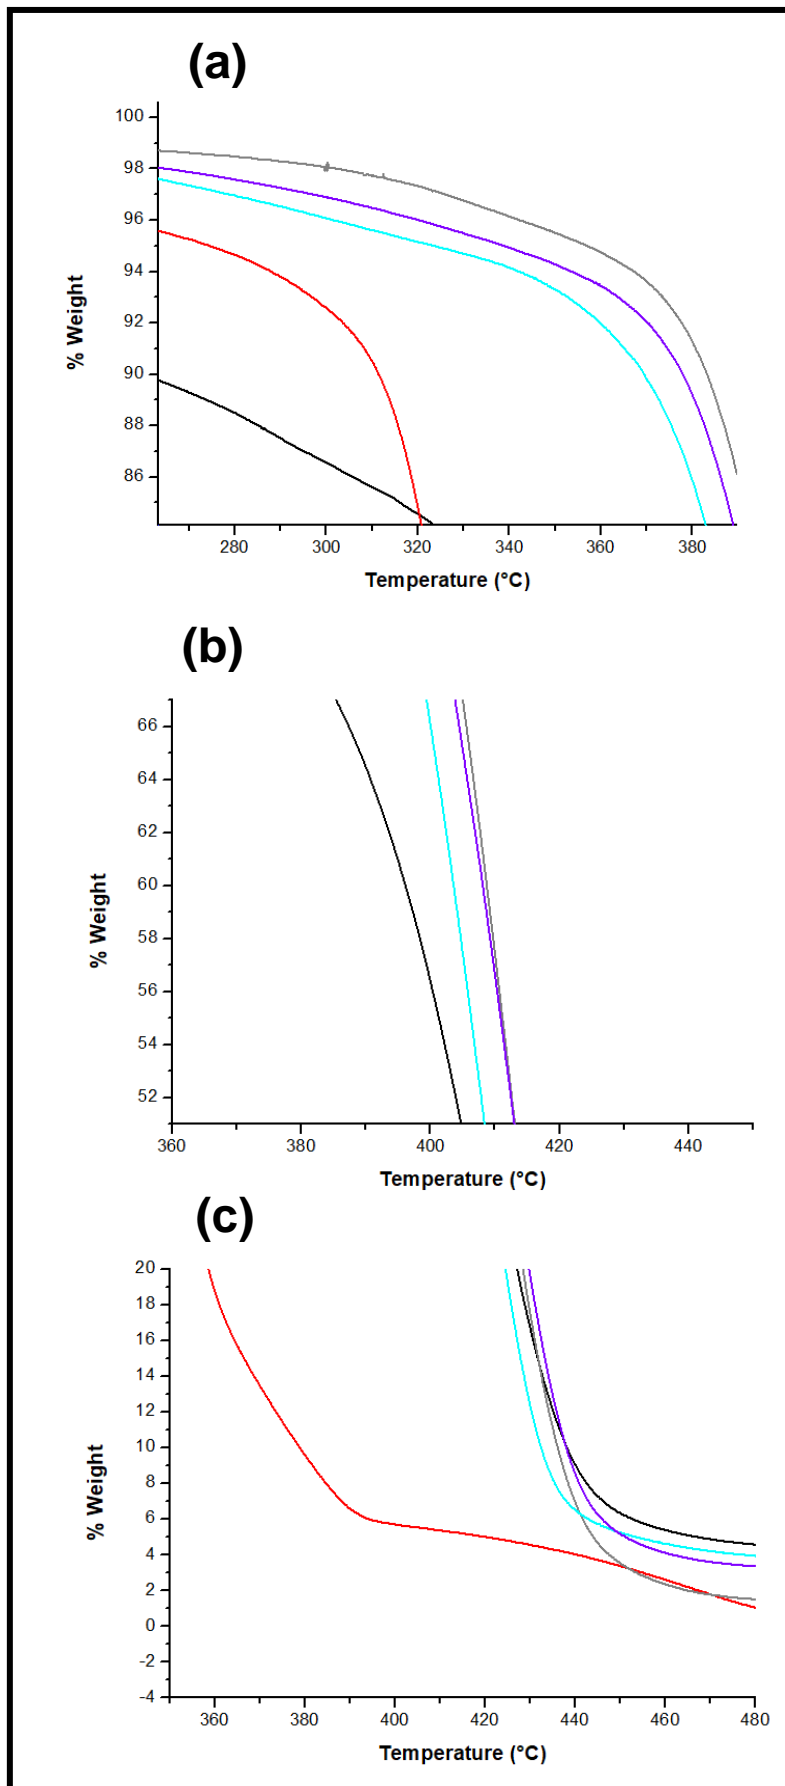 (a)
100
98
96
94
92
90
88
86
% Weight
280 300 320 340 360 380
Temperature (°C)
(b)
66
64
62
60
58
56
54
52
% Weight
360 380 400 420 440
Temperature (°C)
(c)
20
18
16
14
12
10
8
6
4
2
0
-2
-4
% Weight
360 380 400 420 440 460 480
Temperature (°C)